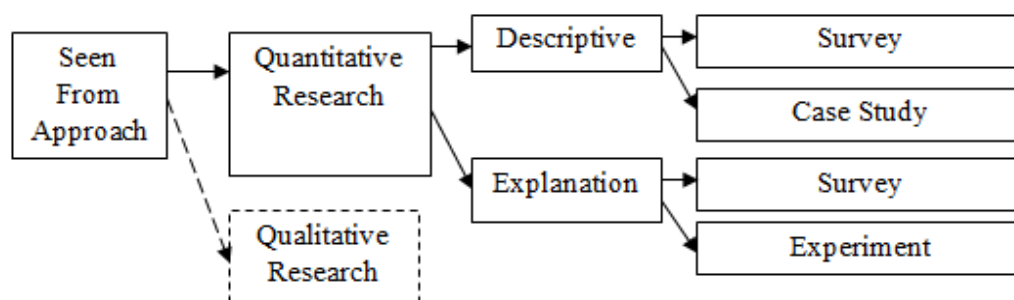 Seen
From
Approach
Quantitative
Research
Qualitative
Research
Descriptive
Explanation
Survey
Case Study
Survey
Experiment